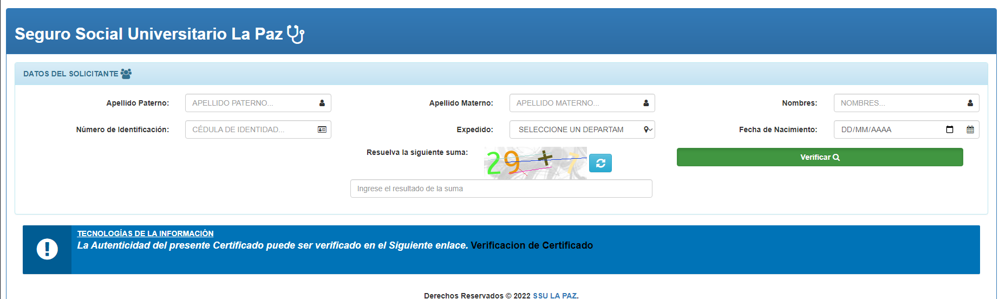 Seguro Social Universitario La Paz
DATOS DEL SOLICITANTE
Apellido Paterno: APELLIDO PATERNO... Apellido Materno: APELLIDO MATERNO... Nombres: NOMBRES...
Número de Identificación: CÉDULA DE IDENTIDAD... Expedido: SELECCIONE UN DEPARTAM Fecha de Nacimiento: DD/MM/AAAA
Resuelva la siguiente suma: 29 + 7 Verificar
Ingrese el resultado de la suma
TECNOLOGÍAS DE LA INFORMACIÓN
La Autenticidad del presente Certificado puede ser verificado en el Siguiente enlace. Verificacion de Certificado
Derechos Reservados © 2022 SSU LA PAZ.